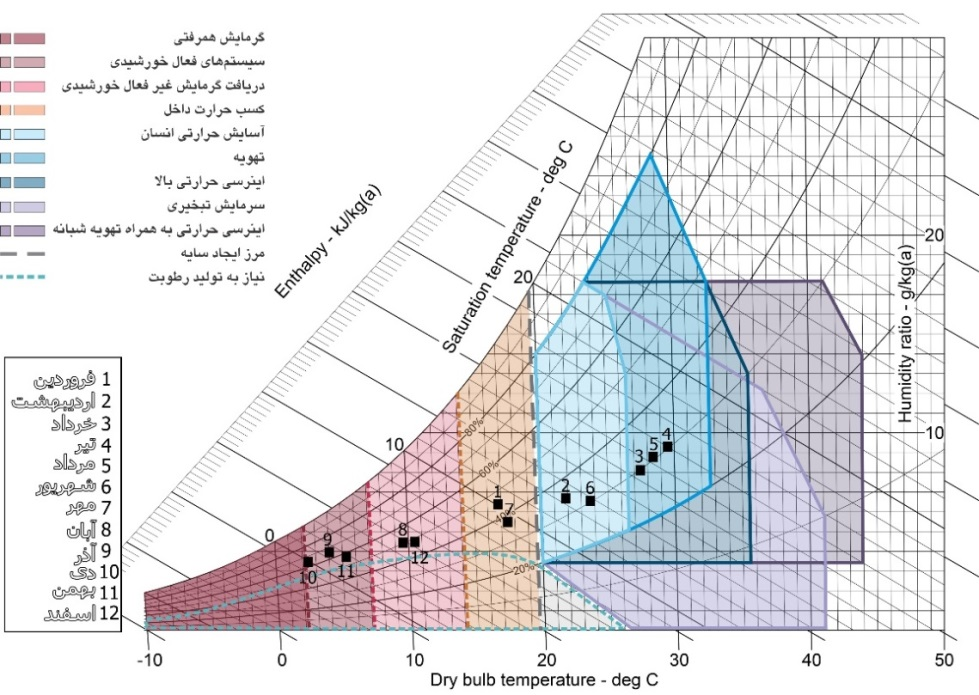 گرمایش همرفتی
سیستم‌های فعال خورشیدی
دریافت گرمایش غیر فعال خورشیدی
کسب حرارت داخل
آسایش حرارتی انسان
تهویه
اینرسی حرارتی بالا
سرمایش تبخیری
اینرسی حرارتی به همراه تهویه شبانه
مرز ایجاد سایه
نیاز به تولید رطوبت
Enthalpy - kJ/kg(a)
Saturation temperature - deg C
0
10
20
80%
60%
40%
20%
1
2
3
4
5
6
7
8
9
10
11
12
Humidity ratio - g/kg(a)
20
10
فروردین 1
اردیبهشت 2
خرداد 3
تیر 4
مرداد 5
شهریور 6
مهر 7
آبان 8
آذر 9
دی 10
بهمن 11
اسفند 12
-10 0 10 20 30 40 50
Dry bulb temperature - deg C